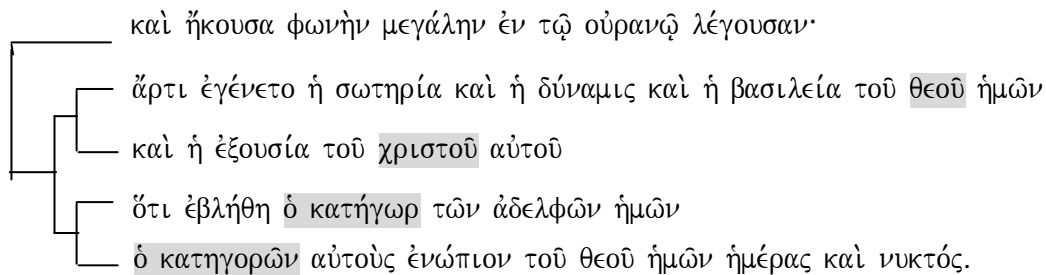 καὶ ἤκουσα φωνὴν μεγάλην ἐν τῷ οὐρανῷ λέγουσαν·
ἄρτι ἐγένετο ἡ σωτηρία καὶ ἡ δύναμις καὶ ἡ βασιλεία τοῦ θεοῦ ἡμῶν
καὶ ἡ ἐξουσία τοῦ χριστοῦ αὐτοῦ
ὅτι ἐβλήθη ὁ κατήγωρ τῶν ἀδελφῶν ἡμῶν
ὁ κατηγορῶν αὐτοὺς ἐνώπιον τοῦ θεοῦ ἡμῶν ἡμέρας καὶ νυκτός.